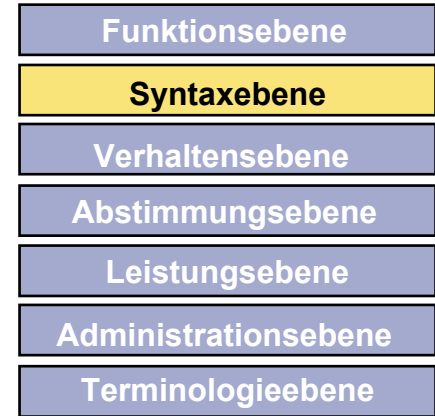 Funktionsebene
Syntaxebene
Verhaltensebene
Abstimmungsebene
Leistungsebene
Administrationsebene
Terminologieebene